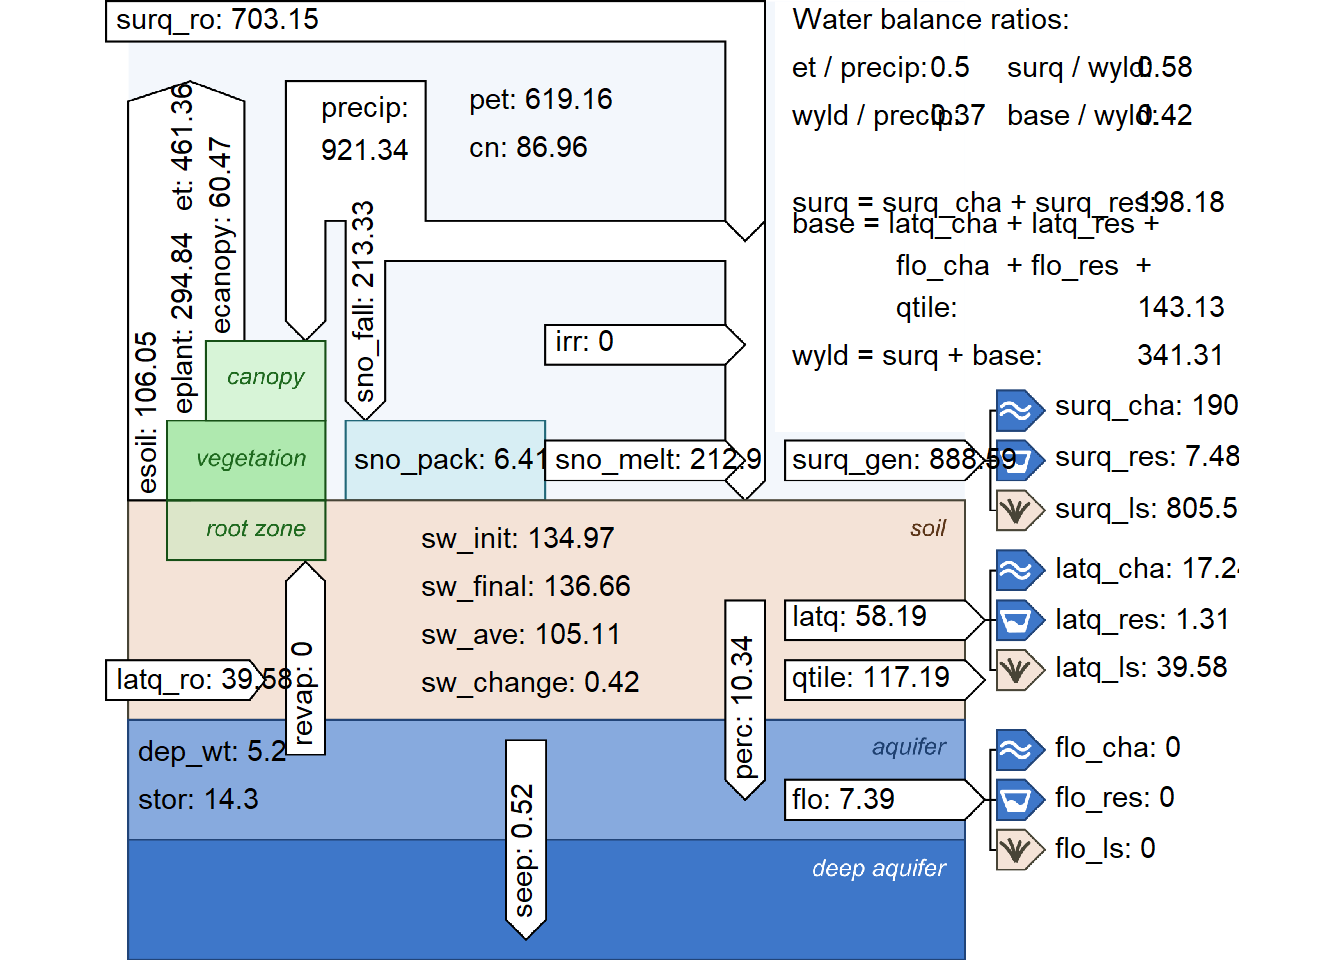 surq_ro: 703.15
Water balance ratios:
et / precip: 0.5
surq / wyld: 0.58
wyld / precip: 0.37
base / wyld: 0.42
surq = surq_cha + surq_res: 198.18
base = latq_cha + latq_res +
flo_cha + flo_res +
qtile: 143.13
wyld = surq + base: 341.31
precip:
921.34
pet: 619.16
cn: 86.96
et: 461.36
ecanopy: 60.47
eplant: 294.84
esoil: 106.05
sno_fall: 213.33
irr: 0
canopy
vegetation
root zone
sno_pack: 6.41
sno_melt: 212.9
surq_gen: 888.59
surq_cha: 190
surq_res: 7.48
surq_ls: 805.5
soil
sw_init: 134.97
sw_final: 136.66
sw_ave: 105.11
sw_change: 0.42
latq: 58.19
latq_cha: 17.24
latq_res: 1.31
latq_ls: 39.58
qtile: 117.19
latq_ro: 39.58
revap: 0
perc: 10.34
aquifer
dep_wt: 5.2
stor: 14.3
flo: 7.39
flo_cha: 0
flo_res: 0
flo_ls: 0
seep: 0.52
deep aquifer